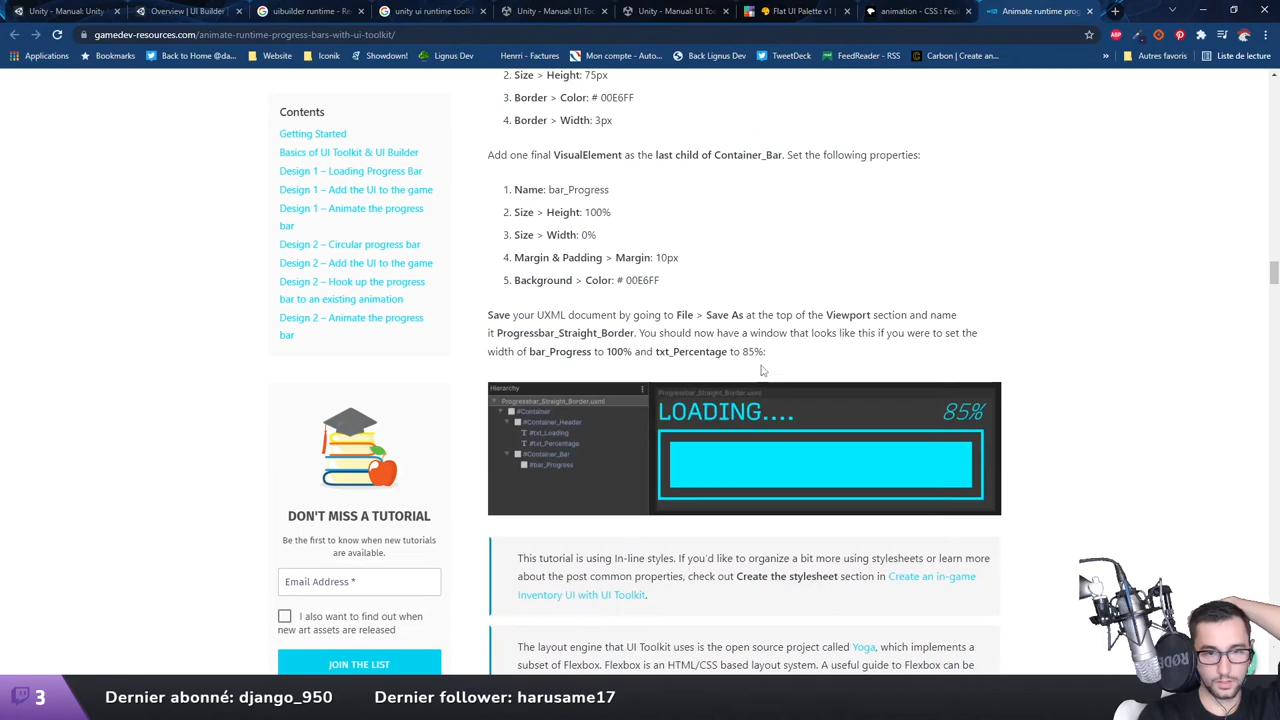 Unity - Manual: UI Toolki
Overview | UI Builder |
uibuilder runtime - Re
unity runtime toolkit
Unity - Manual: UI To
Unity - Manual: UI To
Flat UI Palette v1 |
animation - CSS : Feui
Animate runtime prog
gamedev-resources.com/animate-runtime-progress-bars-with-ui-toolkit/
Applications
Back to Home @da...
Website
Iconik
Showdown!
Lignus Dev
Henrri - Factures
Mon compte - Auto...
Back Lignus Dev
TweetDeck
FeedReader - RSS
Carbon | Create an...
»
Autres favoris
Liste de lecture
Contents
Getting Started
Basics of UI Toolkit & UI Builder
Design 1 – Loading Progress Bar
Design 1 – Add the UI to the game
Design 1 – Animate the progress
bar
Design 2 – Circular progress bar
Design 2 – Add the UI to the game
Design 2 – Hook up the progress
bar to an existing animation
Design 2 – Animate the progress
bar
DON'T MISS A TUTORIAL
Be the first to know when new tutorials
are available.
Email Address *
I also want to find out when
new art assets are released
JOIN THE LIST
2. Size > Height: 75px
3. Border > Color: # 00E6FF
4. Border > Width: 3px
Add one final VisualElement as the last child of Container_Bar. Set the following properties:
1. Name: bar_Progress
2. Size > Height: 100%
3. Size > Width: 0%
4. Margin & Padding > Margin: 10px
5. Background > Color: # 00E6FF
Save your UXML document by going to File > Save As at the top of the Viewport section and name
it Progressbar_Straight_Border. You should now have a window that looks like this if you were to set the
width of bar_Progress to 100% and txt_Percentage to 85%:
Hierarchy
Progressbar_Straight_Border.uxml
#Container
#Container_Header
#txt_Loading
#txt_Percentage
#Container_Bar
#bar_Progress
Progressbar_Straight_Border.uxml
LOADING....
85%
This tutorial is using In-line styles. If you'd like to organize a bit more using stylesheets or learn more
about the post common properties, check out Create the stylesheet section in Create an in-game
Inventory UI with UI Toolkit.
The layout engine that UI Toolkit uses is the open source project called Yoga, which implements a
subset of Flexbox. Flexbox is an HTML/CSS based layout system. A useful guide to Flexbox can be
RØDE
3
Dernier abonné: django_950
Dernier follower: harusame17